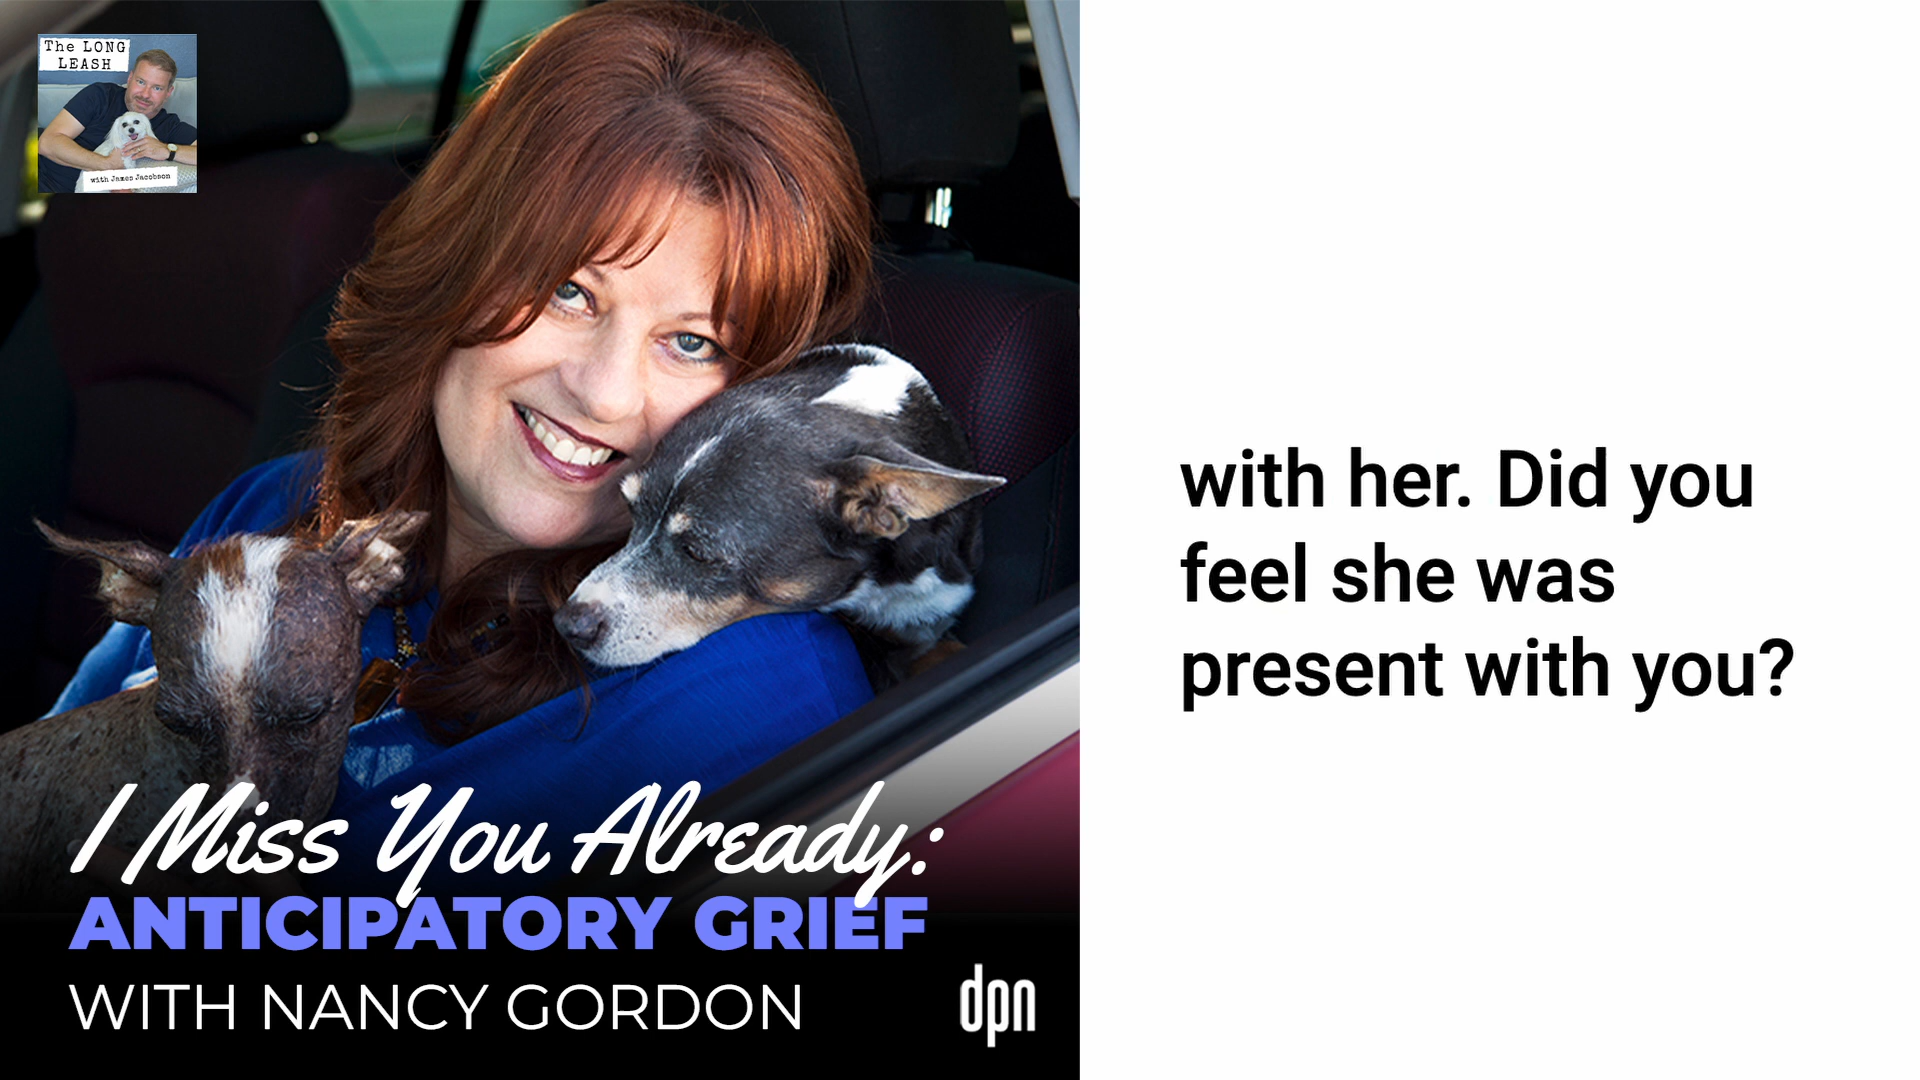 The LONG
LEASH
with James Jacobson
I Miss You Already:
ANTICIPATORY GRIEF
WITH NANCY GORDON
dpn
with her. Did you
feel she was
present with you?